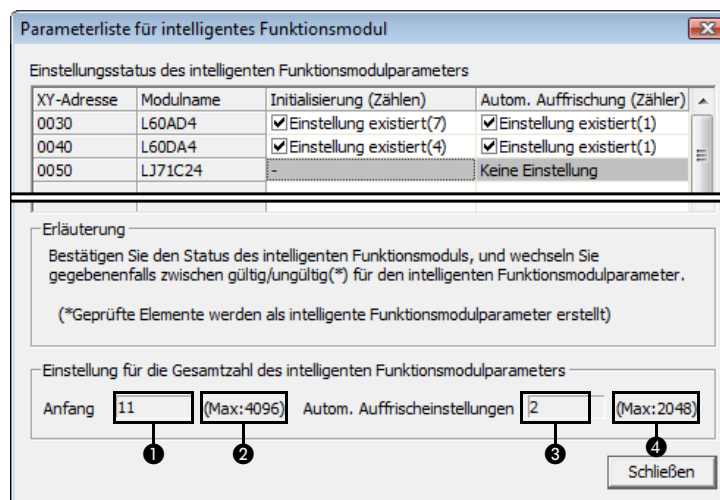 Parameterliste für intelligentes Funktionsmodul
Einstellungsstatus des intelligenten Funktionsmodulparameters
XY-Adresse Modulname Initialisierung (Zählen) Autom. Auffrischung (Zähler)
0030 L60AD4 Einstellung existiert(7) Einstellung existiert(1)
0040 L60DA4 Einstellung existiert(4) Einstellung existiert(1)
0050 LJ71C24 - Keine Einstellung
Erläuterung
Bestätigen Sie den Status des intelligenten Funktionsmoduls, und wechseln Sie
gegebenenfalls zwischen gültig/ungültig(*) für den intelligenten Funktionsmodulparameter.
(*Geprüfte Elemente werden als intelligente Funktionsmodulparameter erstellt)
Einstellung für die Gesamtzahl des intelligenten Funktionsmodulparameters
Anfang 11 (Max:4096) Autom. Auffrischeinstellungen 2 (Max:2048)
❶ ❷ ❸ ❹
Schließen